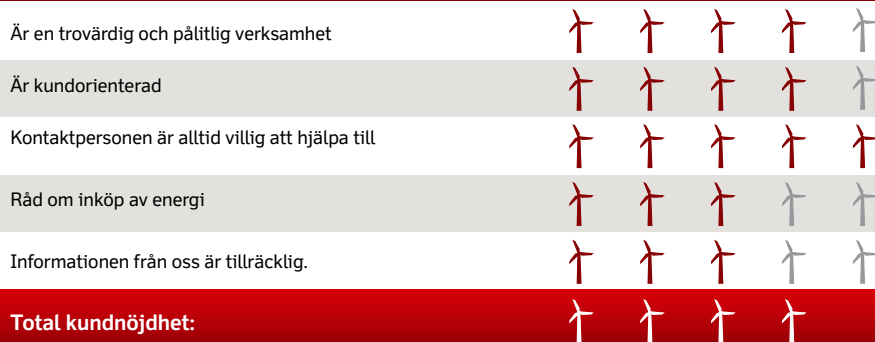 Är en trovärdig och pålitlig verksamhet
Är kundorienterad
Kontaktpersonen är alltid villig att hjälpa till
Råd om inköp av energi
Informationen från oss är tillräcklig.
Total kundnöjdhet: